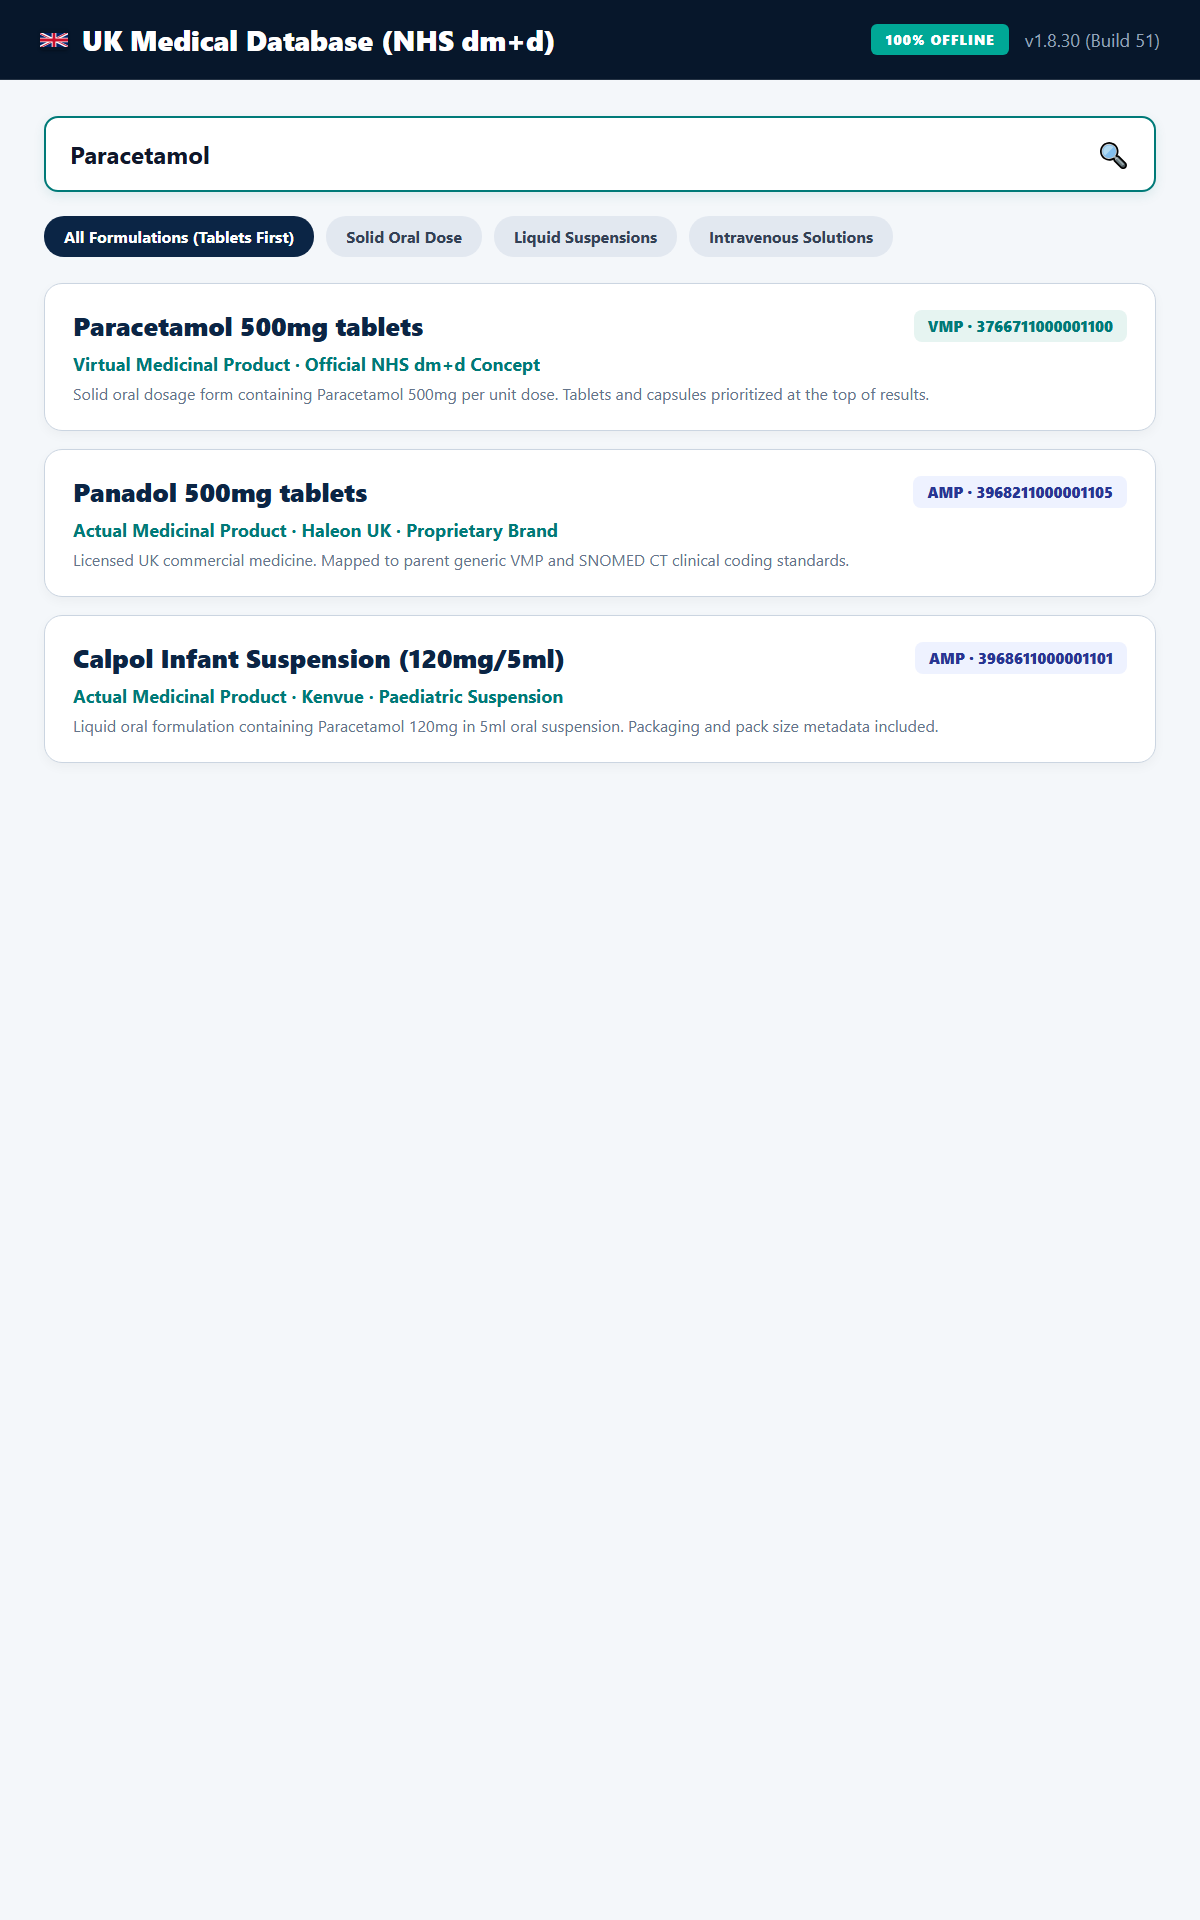 UK Medical Database (NHS dm+d)
100% OFFLINE
v1.8.30 (Build 51)
Paracetamol
All Formulations (Tablets First)
Solid Oral Dose
Liquid Suspensions
Intravenous Solutions
Paracetamol 500mg tablets
VMP · 3766711000001100
Virtual Medicinal Product · Official NHS dm+d Concept
Solid oral dosage form containing Paracetamol 500mg per unit dose. Tablets and capsules prioritized at the top of results.
Panadol 500mg tablets
AMP · 3968211000001105
Actual Medicinal Product · Haleon UK · Proprietary Brand
Licensed UK commercial medicine. Mapped to parent generic VMP and SNOMED CT clinical coding standards.
Calpol Infant Suspension (120mg/5ml)
AMP · 3968611000001101
Actual Medicinal Product · Kenvue · Paediatric Suspension
Liquid oral formulation containing Paracetamol 120mg in 5ml oral suspension. Packaging and pack size metadata included.